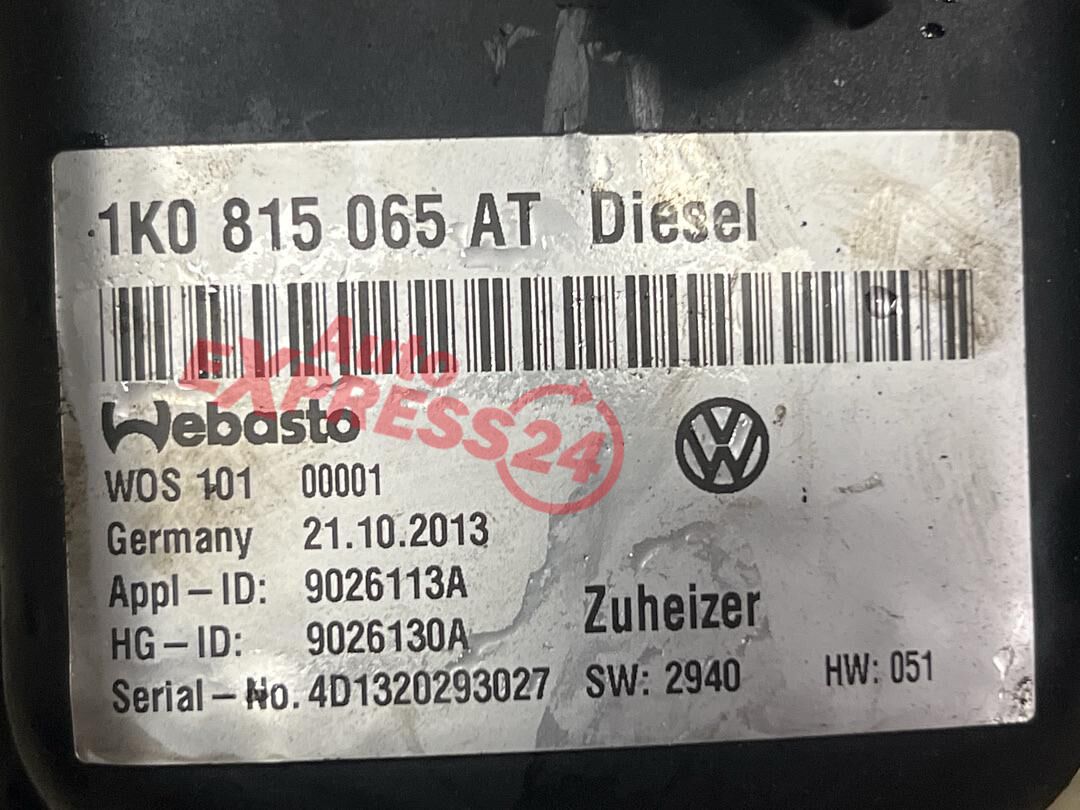 1K0 815 065 AT Diesel
Auto
EXPRESS24
Webasto
WOS 101 00001
Germany 21.10.2013
Appl-ID: 9026113A
HG-ID: 9026130A
Zuheizer
Serial-No. 4D1320293027 SW: 2940 HW: 051